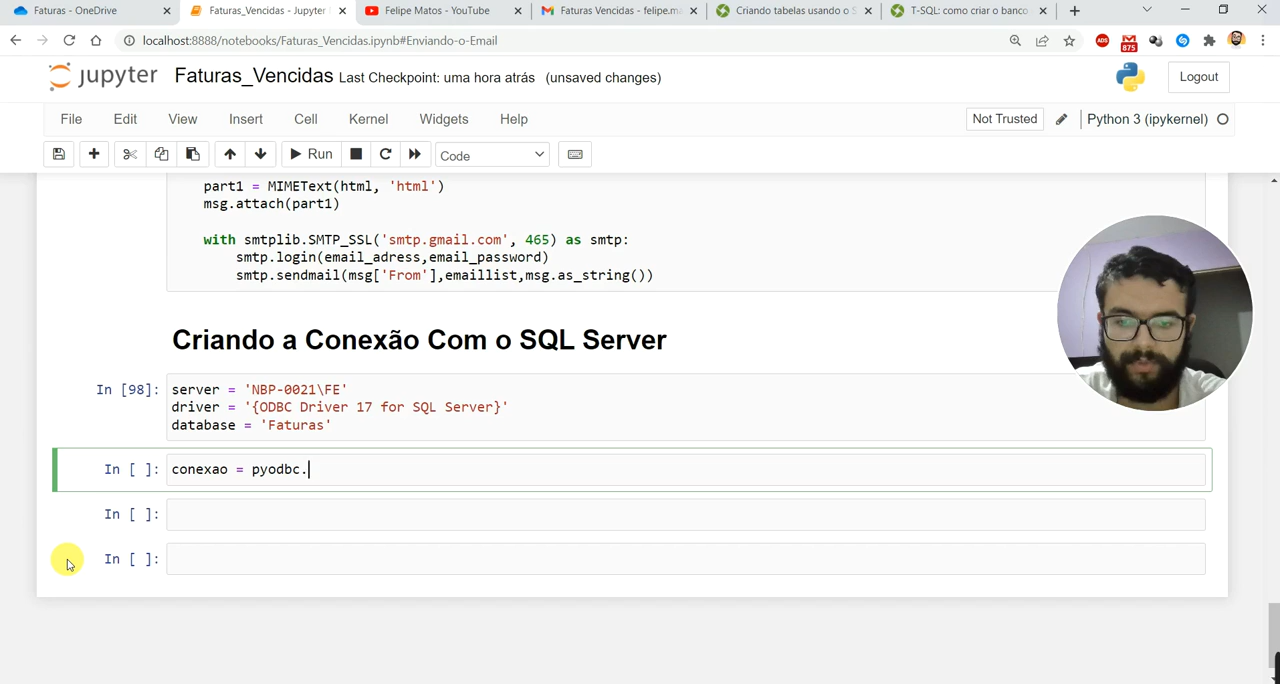 Faturas - OneDrive
Faturas_Vencidas - Jupyter
Felipe Matos - YouTube
Faturas Vencidas - felipe.ma
Criando tabelas usando o S
T-SQL: como criar o banco
localhost:8888/notebooks/Faturas_Vencidas.ipynb#Enviando-o-Email
ADS
875
jupyter Faturas_Vencidas Last Checkpoint: uma hora atrás (unsaved changes)
Logout
File Edit View Insert Cell Kernel Widgets Help
Not Trusted
Python 3 (ipykernel)
Run
Code
part1 = MIMEText(html, 'html')
msg.attach(part1)
with smtplib.SMTP_SSL('smtp.gmail.com', 465) as smtp:
smtp.login(email_adress,email_password)
smtp.sendmail(msg['From'],emaillist,msg.as_string())
Criando a Conexão Com o SQL Server
In [98]: server = 'NBP-0021\FE'
driver = '{ODBC Driver 17 for SQL Server}'
database = 'Faturas'
In [ ]: conexao = pyodbc.
In [ ]:
In [ ]: